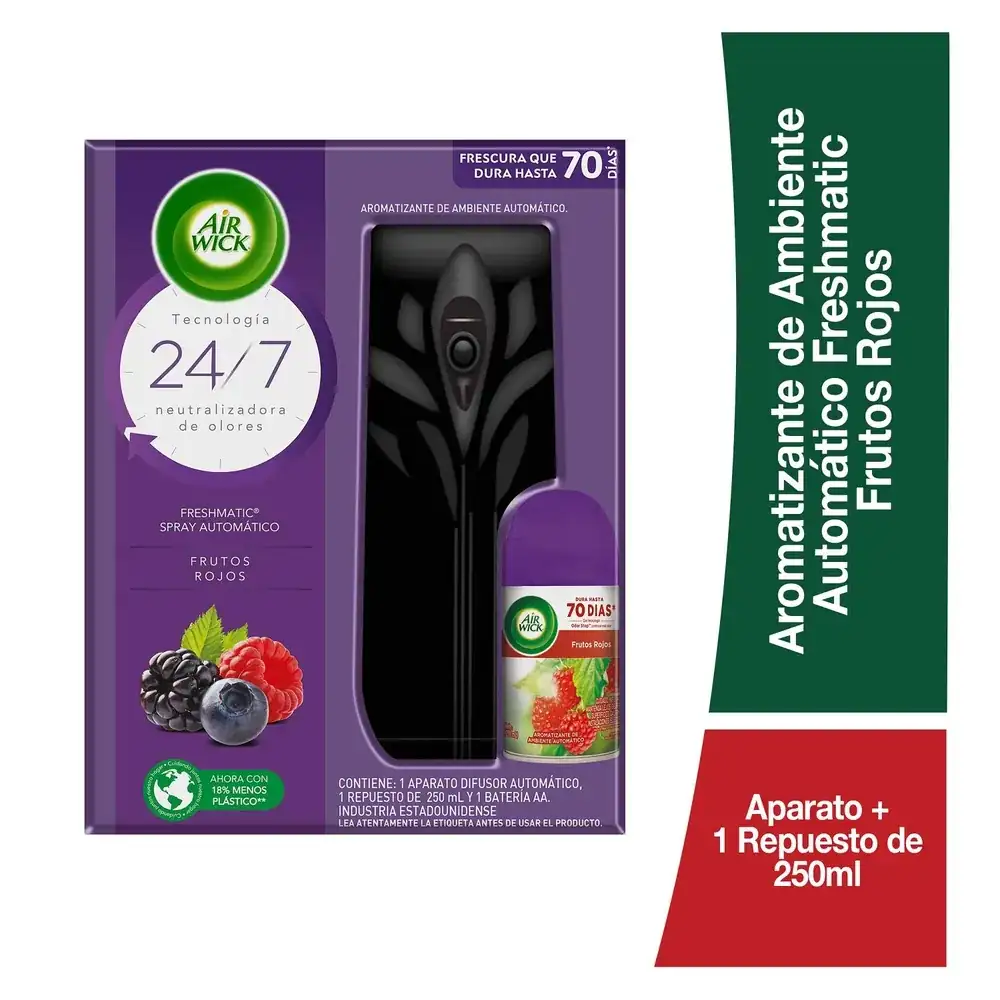 FRESCURA QUE
DURA HASTA 70 DÍAS*
AROMATIZANTE DE AMBIENTE AUTOMÁTICO.
AIR
WICK
Tecnología
24/7
neutralizadora
de olores
FRESHMATIC®
SPRAY AUTOMÁTICO
FRUTOS
ROJOS
AHORA CON
18% MENOS
PLÁSTICO**
DURA HASTA
70 DIAS*
AIR
WICK
Frutos Rojos
AROMATIZANTE DE
AMBIENTE AUTOMÁTICO
CONTIENE: 1 APARATO DIFUSOR AUTOMÁTICO,
1 REPUESTO DE 250 mL Y 1 BATERÍA AA.
INDUSTRIA ESTADOUNIDENSE
LEA ATENTAMENTE LA ETIQUETA ANTES DE USAR EL PRODUCTO.
Aromatizante de Ambiente
Automático Freshmatic
Frutos Rojos
Aparato +
1 Repuesto de
250ml